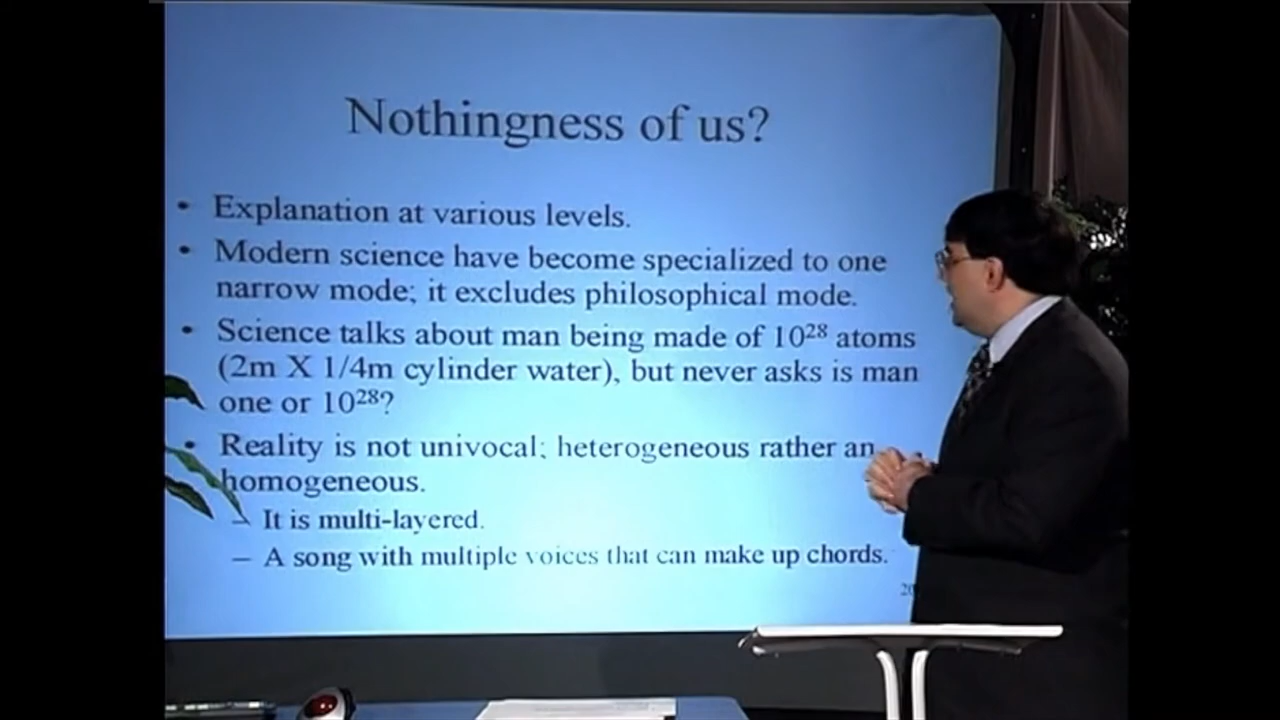 Nothingness of us?
• Explanation at various levels.
• Modern science have become specialized to one
narrow mode; it excludes philosophical mode.
• Science talks about man being made of 10²⁸ atoms
(2m X 1/4m cylinder water), but never asks is man
one or 10²⁸?
• Reality is not univocal; heterogeneous rather an
homogeneous.
– It is multi-layered.
– A song with multiple voices that can make up chords.